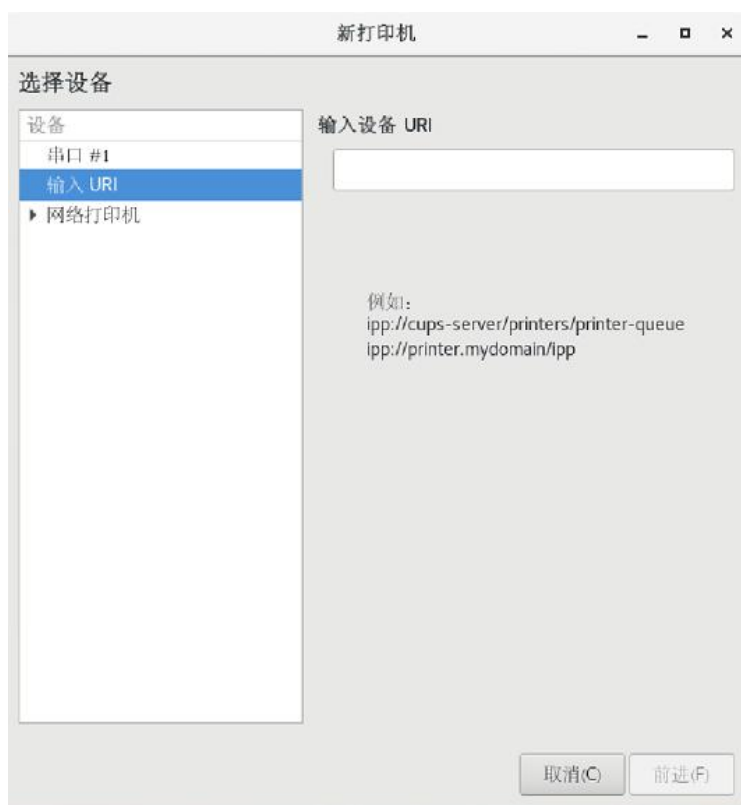 新打印机
选择设备
设备
串口 #1
输入 URI
网络打印机
输入设备 URI
例如：
ipp://cups-server/printers/printer-queue
ipp://printer.mydomain/ipp
取消(C)
前进(F)